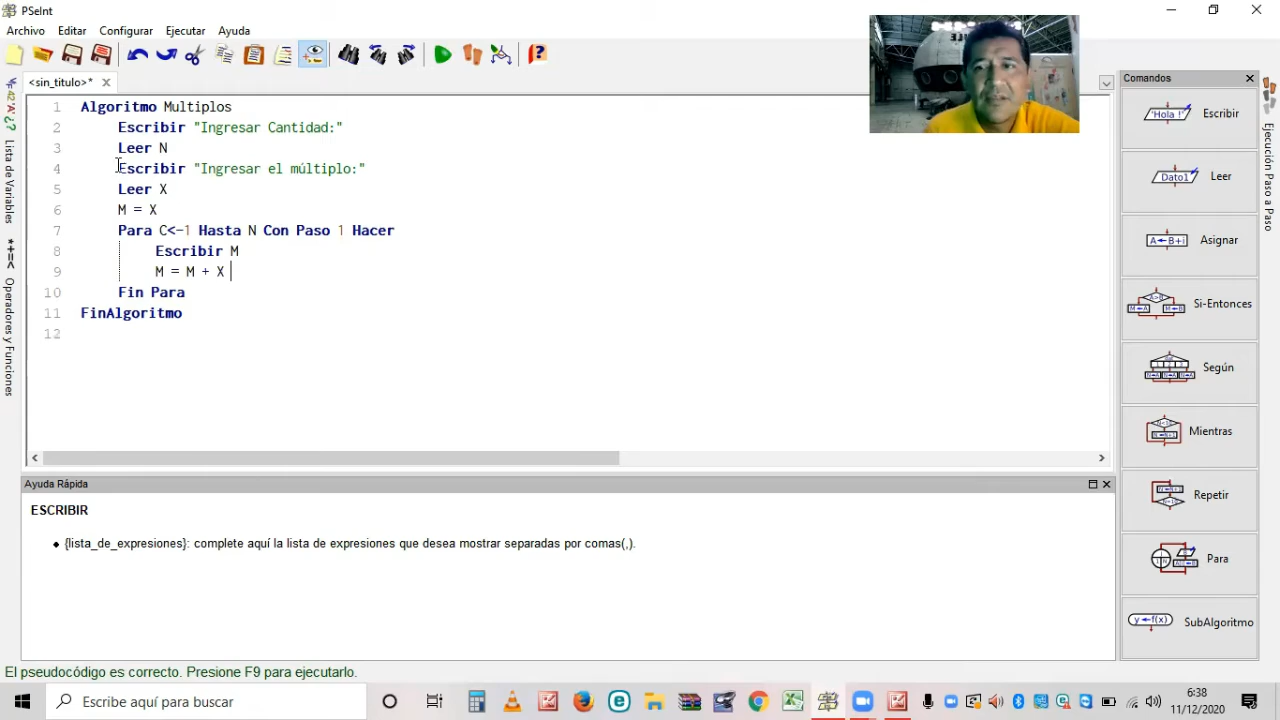 PSeInt
Archivo Editar Configurar Ejecutar Ayuda
<sin_titulo>*
1 Algoritmo Multiplos
2 Escribir "Ingresar Cantidad:"
3 Leer N
4 Escribir "Ingresar el múltiplo:"
5 Leer X
6 M = X
7 Para C<-1 Hasta N Con Paso 1 Hacer
8 Escribir M
9 M = M + X
10 Fin Para
11 FinAlgoritmo
12
Lista de Variables
Operadores y Funciones
Comandos
'Hola !' Escribir
Dato1 Leer
A←B+i Asignar
Si-Entonces
Según
Mientras
Repetir
Para
y←f(x) SubAlgoritmo
Ejecución Paso a Paso
Ayuda Rápida
ESCRIBIR
{lista_de_expresiones}: complete aquí la lista de expresiones que desea mostrar separadas por comas(,).
El pseudocódigo es correcto. Presione F9 para ejecutarlo.
Escribe aquí para buscar
6:38
11/12/2020